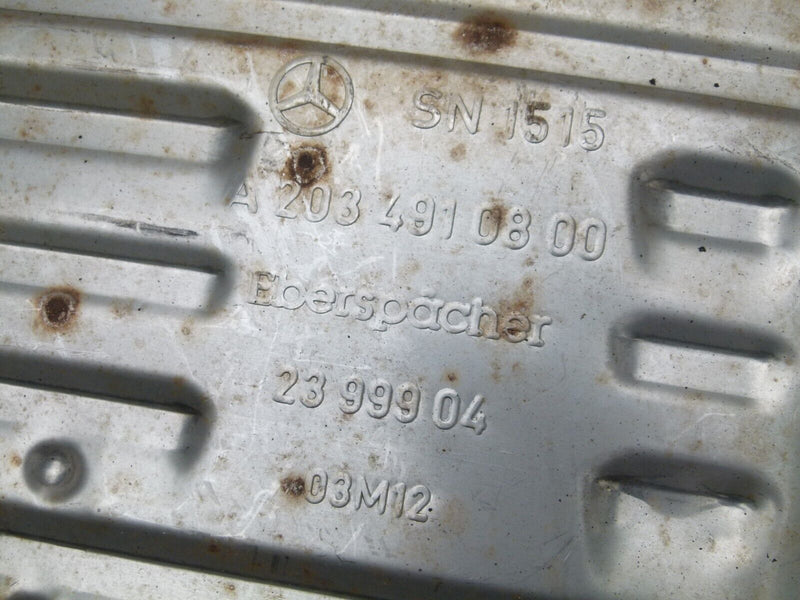 SN 1515
A 203 491 08 00
Eberspächer
23 999 04
03M12